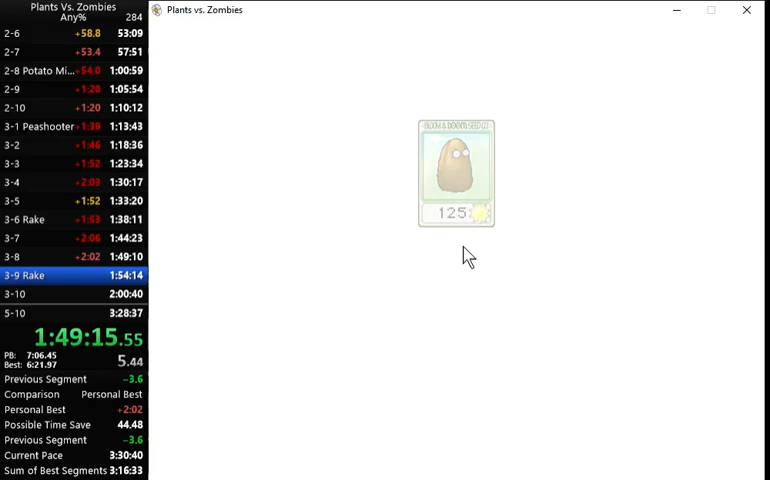 Plants Vs. Zombies
Any% 284
2-6 +58.8 53:09
2-7 +53.4 57:51
2-8 Potato Mi... +54.0 1:00:59
2-9 +1:20 1:05:54
2-10 +1:20 1:10:12
3-1 Peashooter +1:39 1:13:43
3-2 +1:46 1:18:36
3-3 +1:52 1:23:34
3-4 +2:03 1:30:17
3-5 +1:52 1:33:20
3-6 Rake +1:53 1:38:11
3-7 +2:06 1:44:23
3-8 +2:02 1:49:10
3-9 Rake 1:54:14
3-10 2:00:40
5-10 3:28:37
1:49:15.55
PB: 7:06.45
Best: 6:21.97
5.44
Previous Segment −3.6
Comparison Personal Best
Personal Best +2:02
Possible Time Save 44.48
Previous Segment −3.6
Current Pace 3:30:40
Sum of Best Segments 3:16:33
Plants vs. Zombies
BLOOM & DOOM SEED CO
125